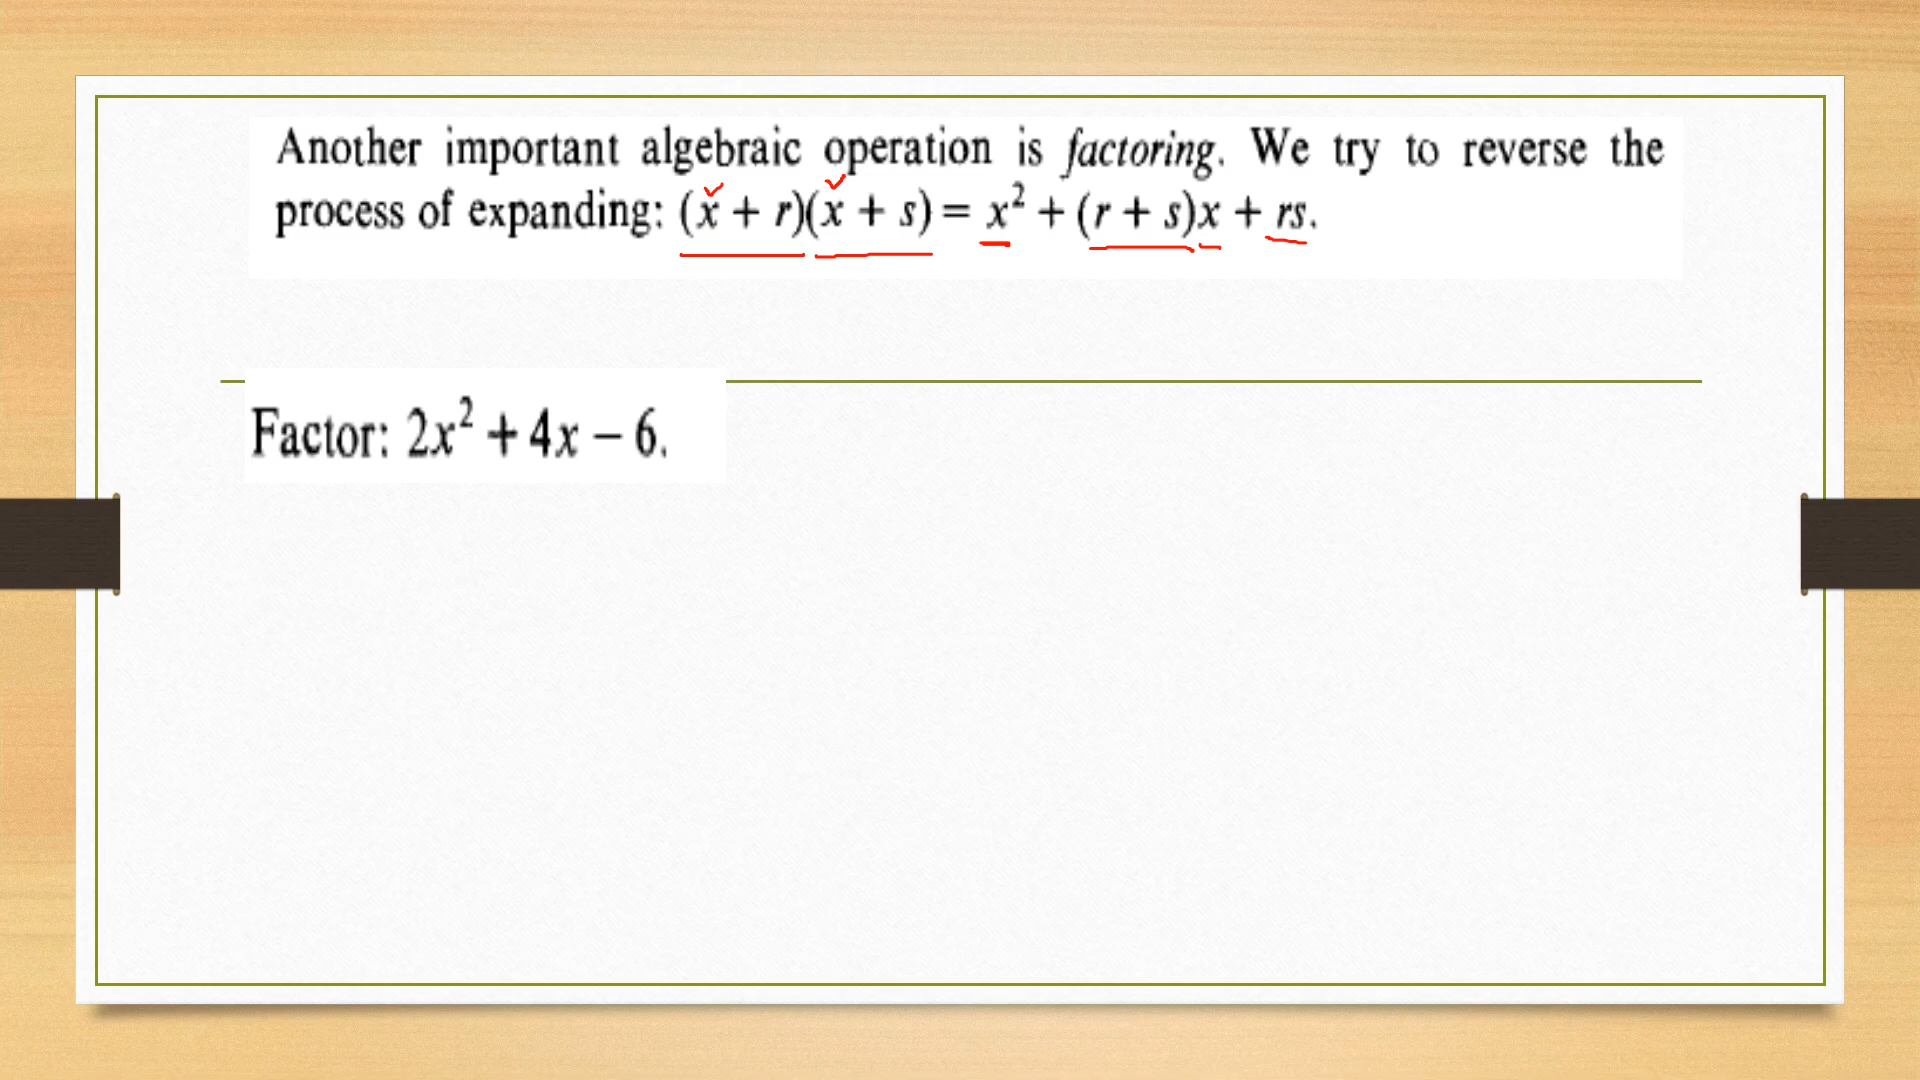 Another important algebraic operation is factoring. We try to reverse the
process of expanding: (x + r)(x + s) = x² + (r + s)x + rs.
Factor: 2x² + 4x − 6.